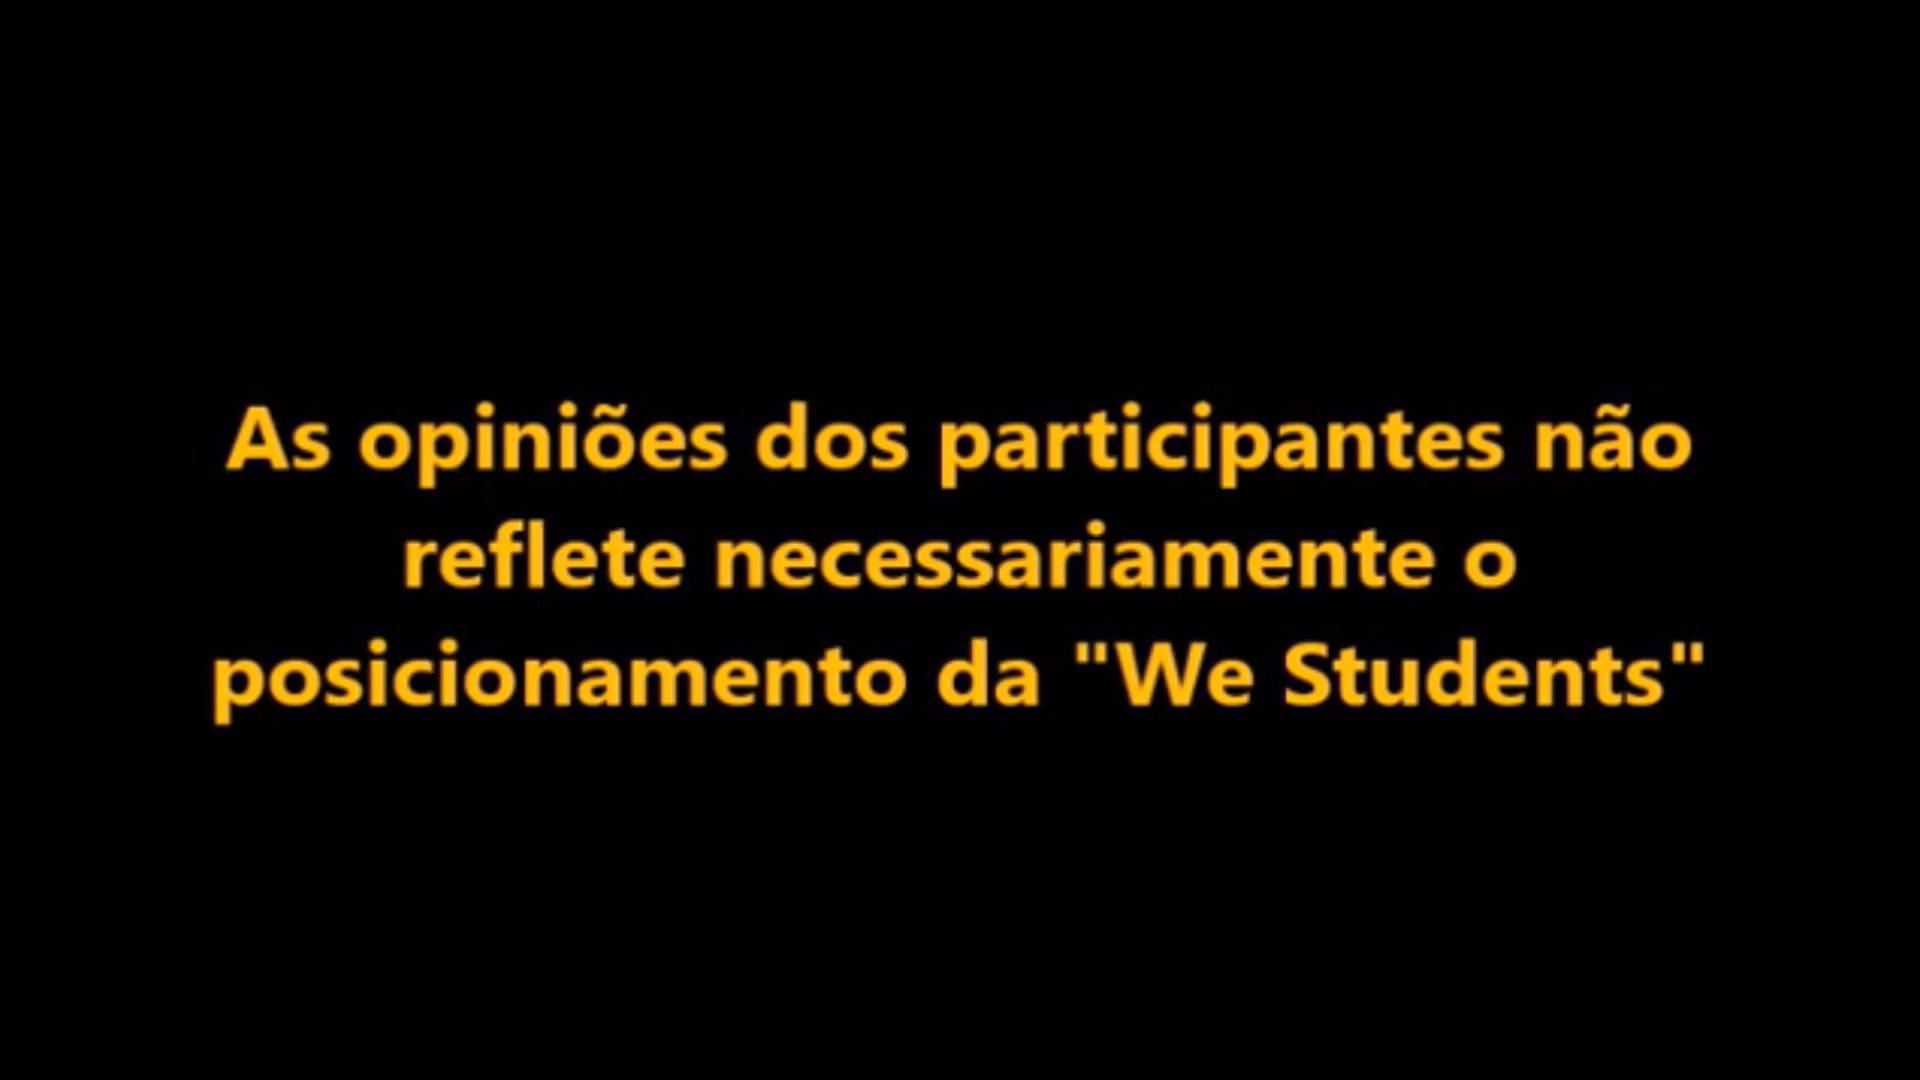 As opiniões dos participantes não
reflete necessariamente o
posicionamento da "We Students"